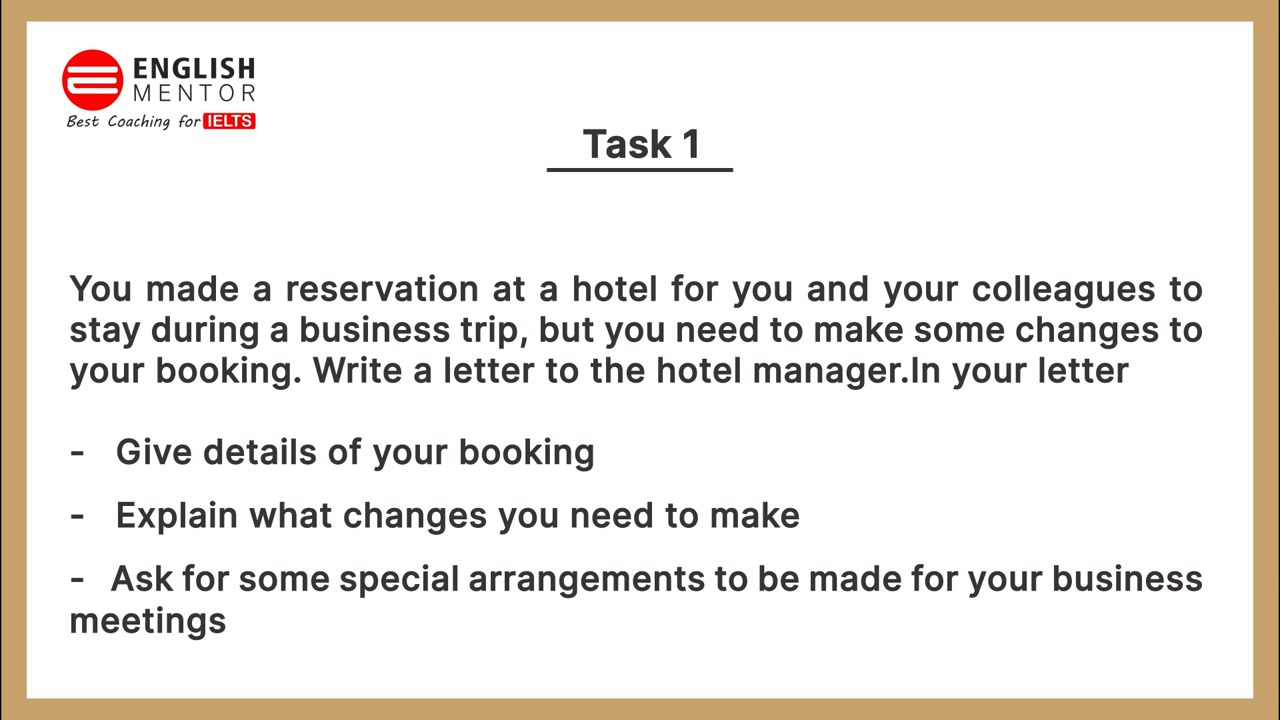 ENGLISH
MENTOR
Best Coaching for IELTS
Task 1
You made a reservation at a hotel for you and your colleagues to
stay during a business trip, but you need to make some changes to
your booking. Write a letter to the hotel manager.In your letter
- Give details of your booking
- Explain what changes you need to make
- Ask for some special arrangements to be made for your business
meetings